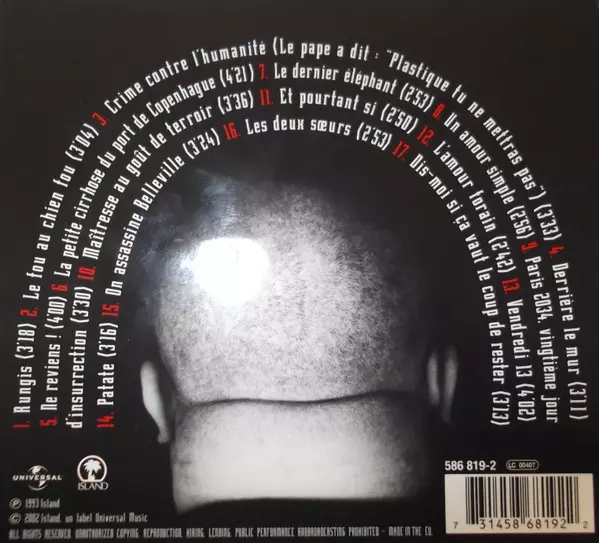 1. Rungis (3'18) 2. Le fou au chien fou (3'04) 3. Crime contre l'humanité (Le pape a dit : "Plastique tu ne mettras pas") (3'33) 4. Derrière le mur (3'11)
5. Ne reviens ! (4'00) 6. La petite cirrhose du port de Copenhague (4'21) 7. Le dernier éléphant (2'52) 8. Un amour simple (2'56) 9. Paris 2034, vingtième jour
d'insurrection (3'30) 10. Maîtresse au goût de terroir (3'36) 11. Et pourtant si (2'50) 12. L'amour forain (2'42) 13. Vendredi 13 (4'02)
14. Patate (3'16) 15. On assassine Belleville (3'24) 16. Les deux sœurs (2'53) 17. Dis-moi si ça vaut le coup de rester (3'13)
UNIVERSAL
ISLAND
586 819-2
LC 00407
7 31458 68192 2
℗ 1993 Island
© 2002 Island, un label Universal Music
ALL RIGHTS RESERVED UNAUTHORIZED COPYING, REPRODUCTION, HIRING, LENDING, PUBLIC PERFORMANCE ANDBROADCASTING PROHIBITED - MADE IN THE E.U.